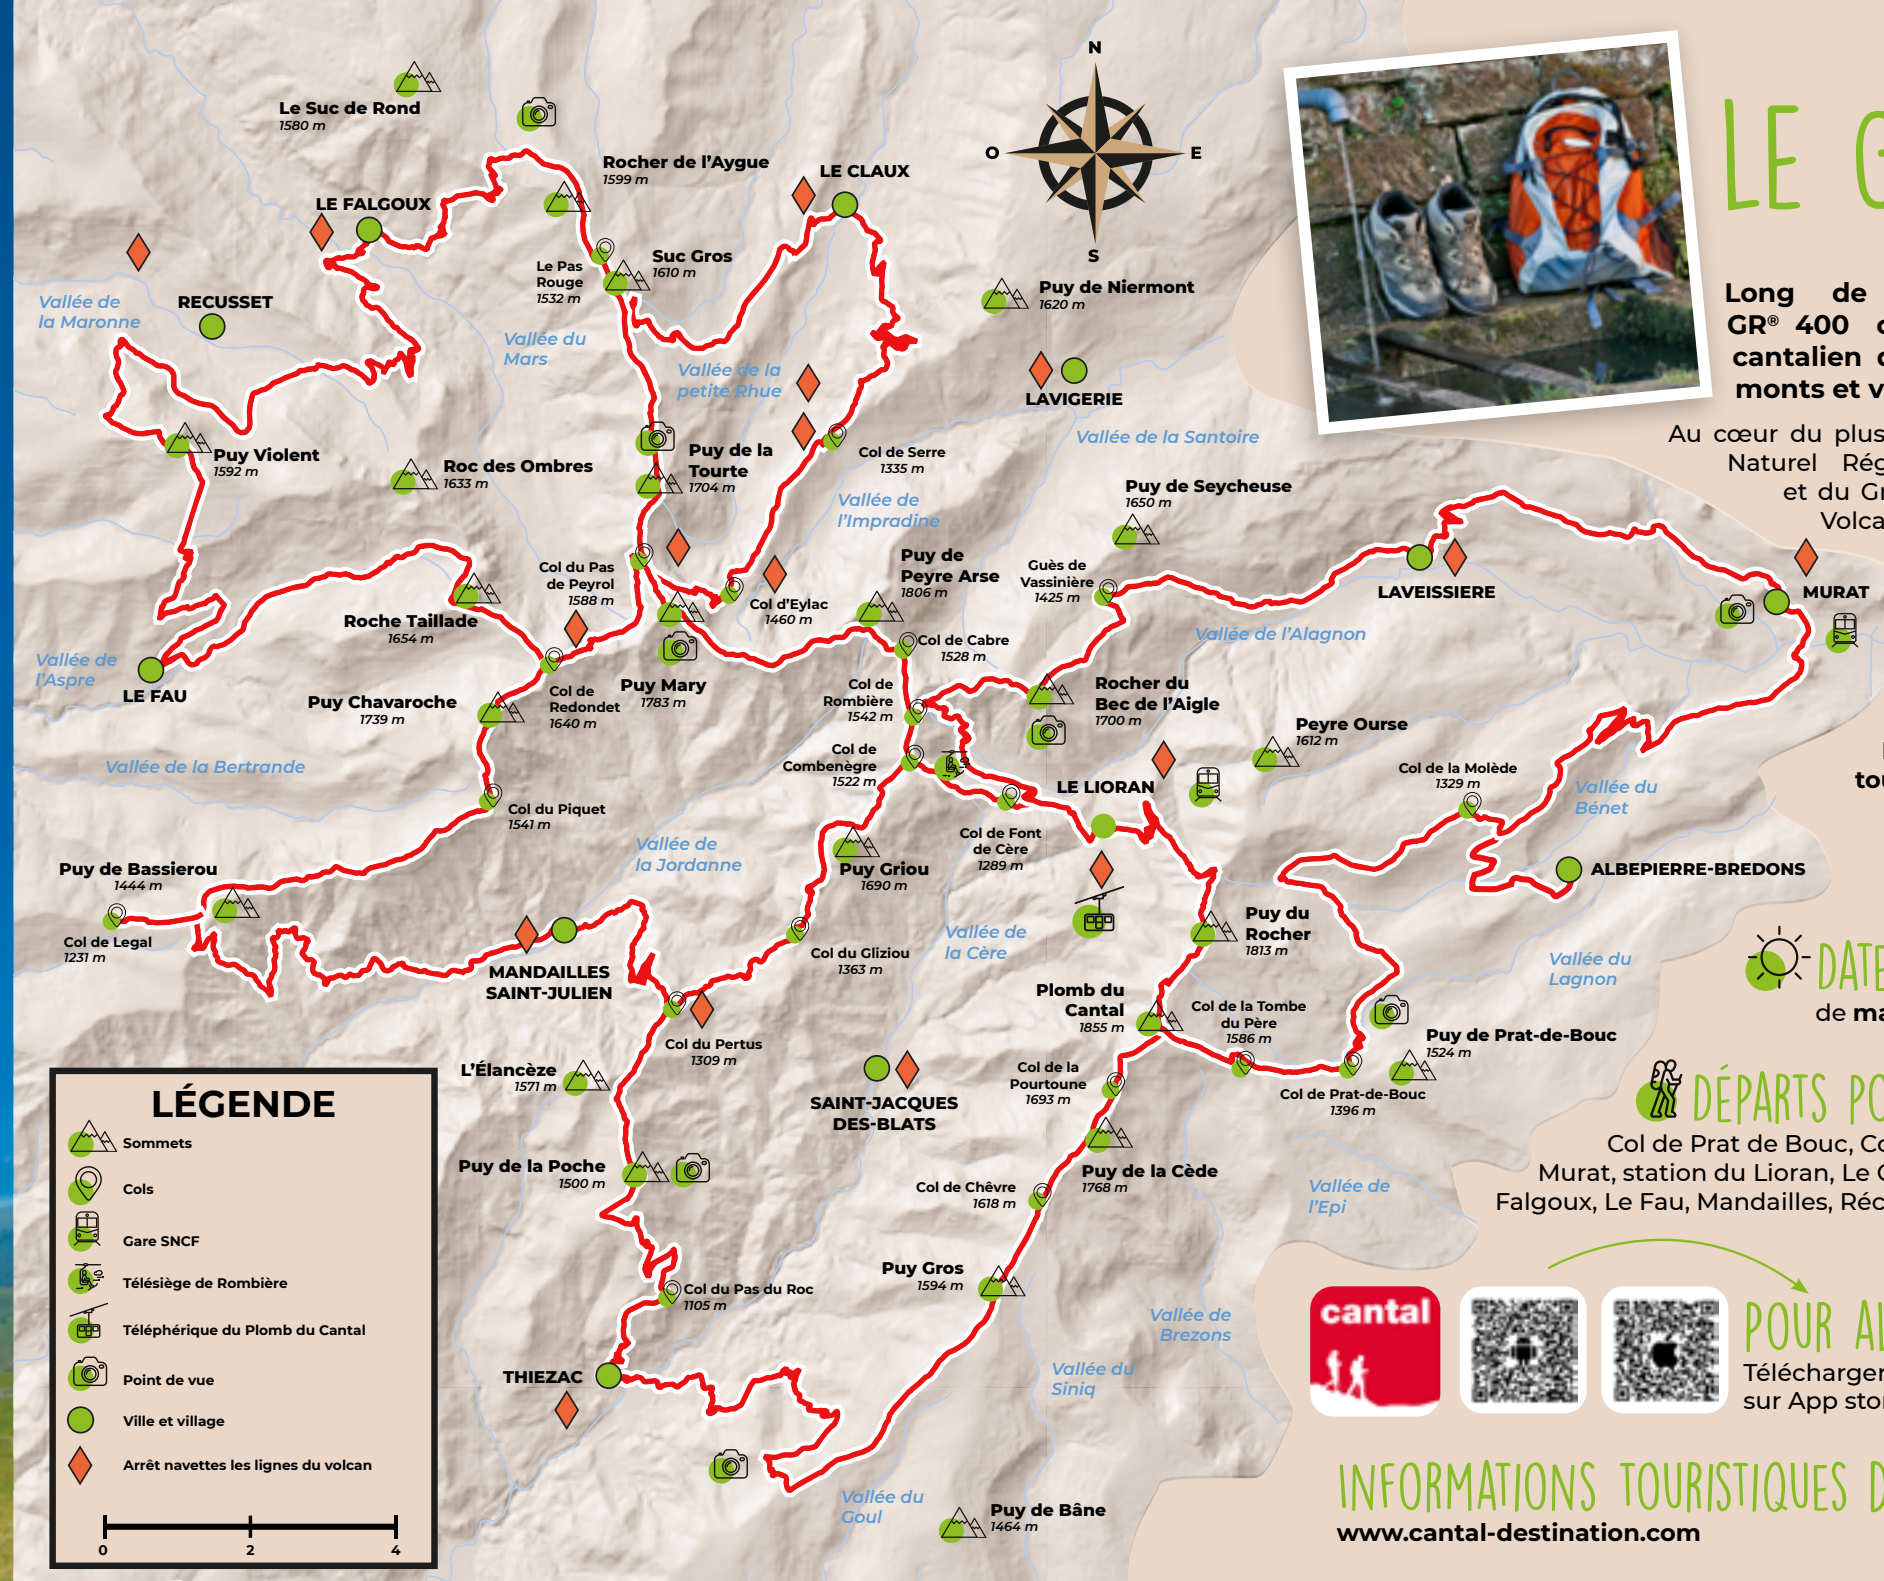 N
O
E
S
Le Suc de Rond
1580 m
Rocher de l'Aygue
1599 m
LE CLAUX
LE FALGOUX
Le Pas
Rouge
1532 m
Suc Gros
1610 m
Vallée de
la Maronne
RECUSSET
Puy de Niermont
1620 m
Vallée du
Mars
Vallée de la
petite Rhue
LAVIGERIE
Vallée de la Santoire
Puy Violent
1592 m
Roc des Ombres
1633 m
Puy de la
Tourte
1704 m
Col de Serre
1335 m
Vallée de
l'Impradine
Puy de Seycheuse
1650 m
Col du Pas
de Peyrol
1588 m
Puy de
Peyre Arse
1806 m
Guès de
Vassinière
1425 m
LAVEISSIERE
MURAT
Roche Taillade
1654 m
Col d'Eylac
1460 m
Col de Cabre
1528 m
Vallée de l'Alagnon
Vallée de
l'Aspre
LE FAU
Puy Chavaroche
1739 m
Col de
Redondet
1640 m
Puy Mary
1783 m
Col de
Rombière
1542 m
Rocher du
Bec de l'Aigle
1700 m
Peyre Ourse
1612 m
Vallée de la Bertrande
Col de
Combenègre
1522 m
LE LIORAN
Col de la Molède
1329 m
Vallée du
Bénet
Col du Piquet
1541 m
Col de Font
de Cère
1289 m
Vallée de
la Jordanne
Puy de Bassierou
1444 m
Puy Griou
1690 m
ALBEPIERRE-BREDONS
Col de Legal
1231 m
Puy du
Rocher
1813 m
Vallée de
la Cère
Col du Gliziou
1363 m
Vallée du
Lagnon
MANDAILLES
SAINT-JULIEN
Plomb du
Cantal
1855 m
Col de la Tombe
du Père
1586 m
Puy de Prat-de-Bouc
1524 m
Col du Pertus
1309 m
L'Élancèze
1571 m
Col de la
Pourtoune
1693 m
Col de Prat-de-Bouc
1396 m
SAINT-JACQUES
DES-BLATS
Puy de la Poche
1500 m
Puy de la Cède
1768 m
Col de Chêvre
1618 m
Vallée de
l'Epi
Puy Gros
1594 m
Col du Pas du Roc
1105 m
Vallée de
Brezons
THIEZAC
Vallée du
Siniq
Vallée du
Goul
Puy de Bâne
1464 m
LÉGENDE
Sommets
Cols
Gare SNCF
Télésiège de Rombière
Téléphérique du Plomb du Cantal
Point de vue
Ville et village
Arrêt navettes les lignes du volcan
0 2 4
LE G
Long de
GR® 400
cantalien
monts et v
Au cœur du plus
Naturel Rég
et du Gr
Volca
tou
DATE
de ma
DÉPARTS PO
Col de Prat de Bouc, Co
Murat, station du Lioran, Le C
Falgoux, Le Fau, Mandailles, Réc
cantal
POUR AL
Télécharger
sur App stor
INFORMATIONS TOURISTIQUES D
www.cantal-destination.com